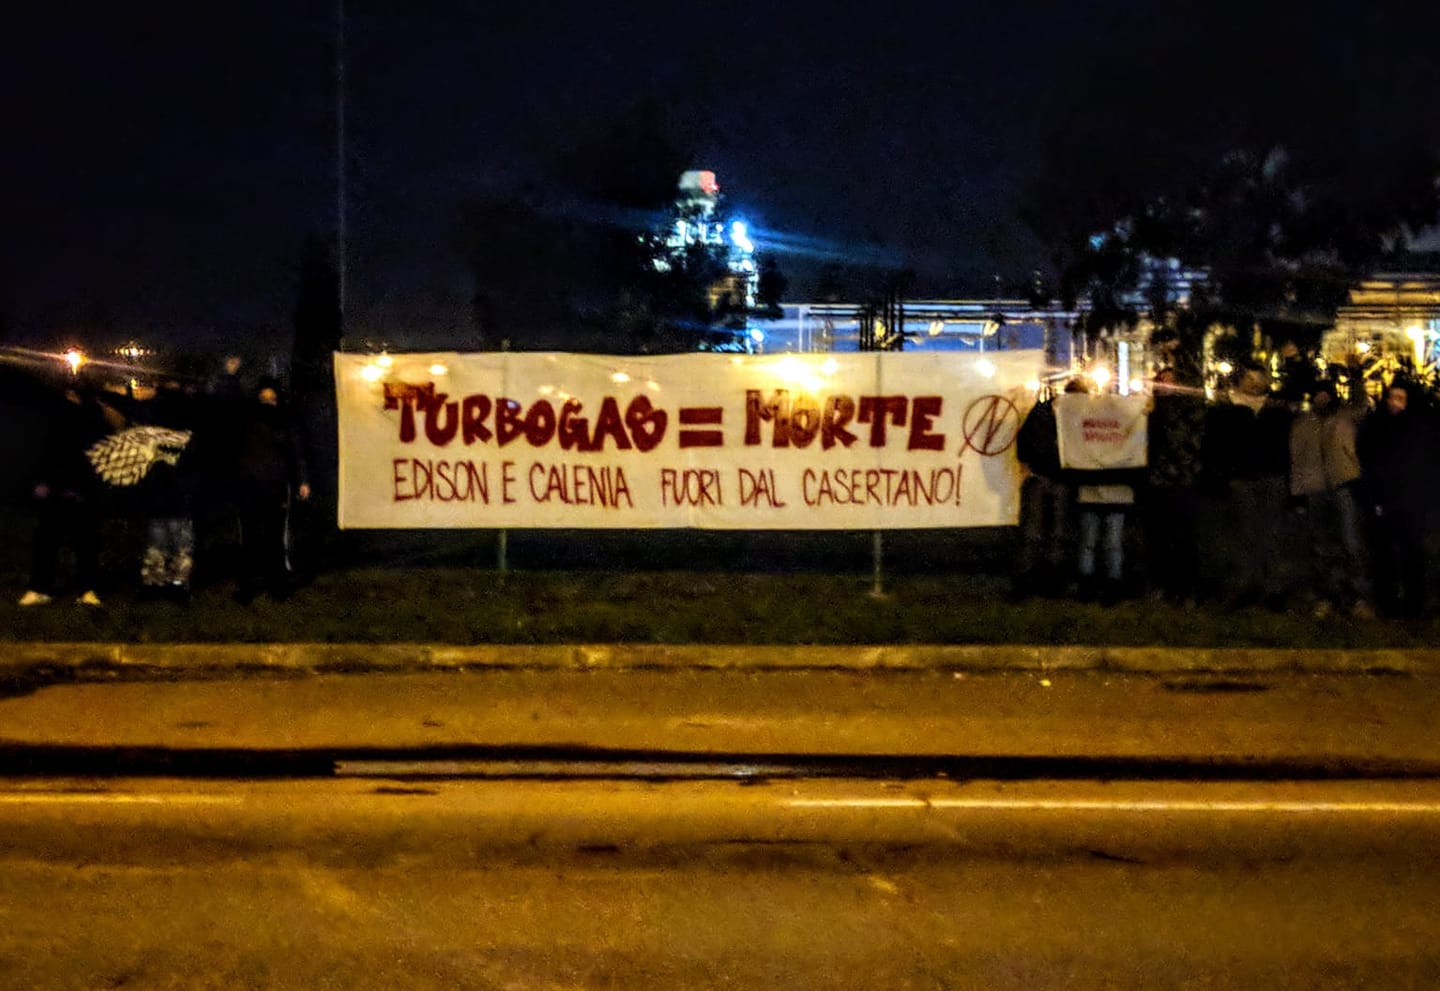 TURBOGAS = MORTE
EDISON E CALENIA FUORI DAL CASERTANO!